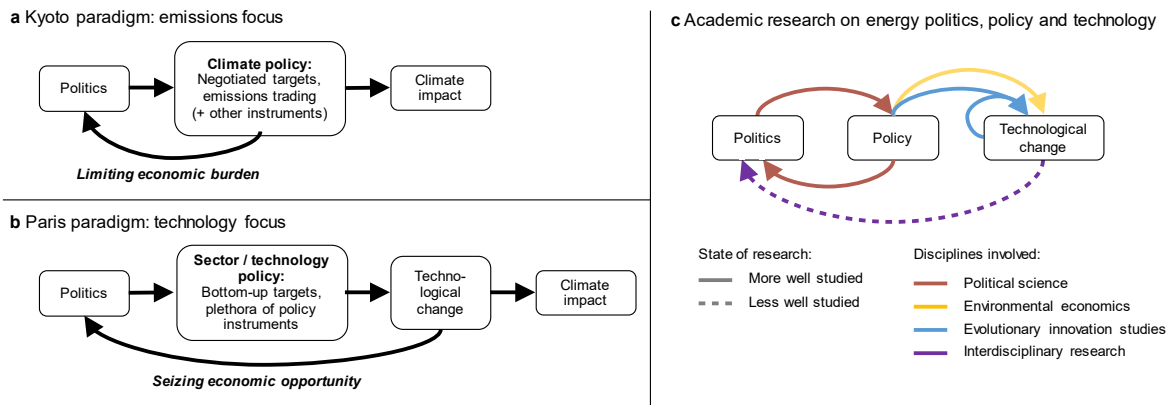 a Kyoto paradigm: emissions focus
Politics
Climate policy:
Negotiated targets,
emissions trading
(+ other instruments)
Climate
impact
Limiting economic burden
b Paris paradigm: technology focus
Politics
Sector / technology
policy:
Bottom-up targets,
plethora of policy
instruments
Techno-
logical
change
Climate
impact
Seizing economic opportunity
c Academic research on energy politics, policy and technology
Politics
Policy
Technological
change
State of research:
More well studied
Less well studied
Disciplines involved:
Political science
Environmental economics
Evolutionary innovation studies
Interdisciplinary research